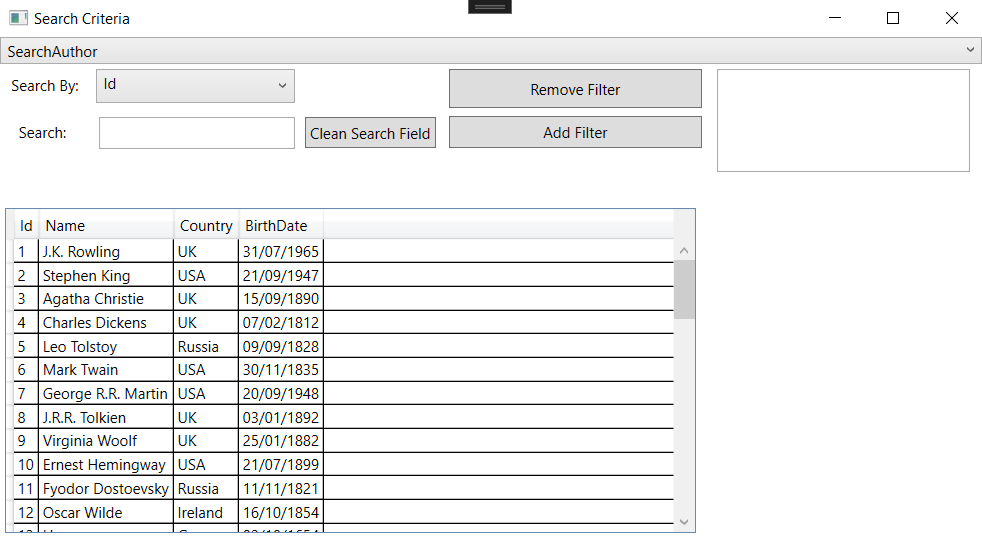 Search Criteria
SearchAuthor
Search By: Id Remove Filter
Search: Clean Search Field Add Filter
Id Name Country BirthDate
1 J.K. Rowling UK 31/07/1965
2 Stephen King USA 21/09/1947
3 Agatha Christie UK 15/09/1890
4 Charles Dickens UK 07/02/1812
5 Leo Tolstoy Russia 09/09/1828
6 Mark Twain USA 30/11/1835
7 George R.R. Martin USA 20/09/1948
8 J.R.R. Tolkien UK 03/01/1892
9 Virginia Woolf UK 25/01/1882
10 Ernest Hemingway USA 21/07/1899
11 Fyodor Dostoevsky Russia 11/11/1821
12 Oscar Wilde Ireland 16/10/1854